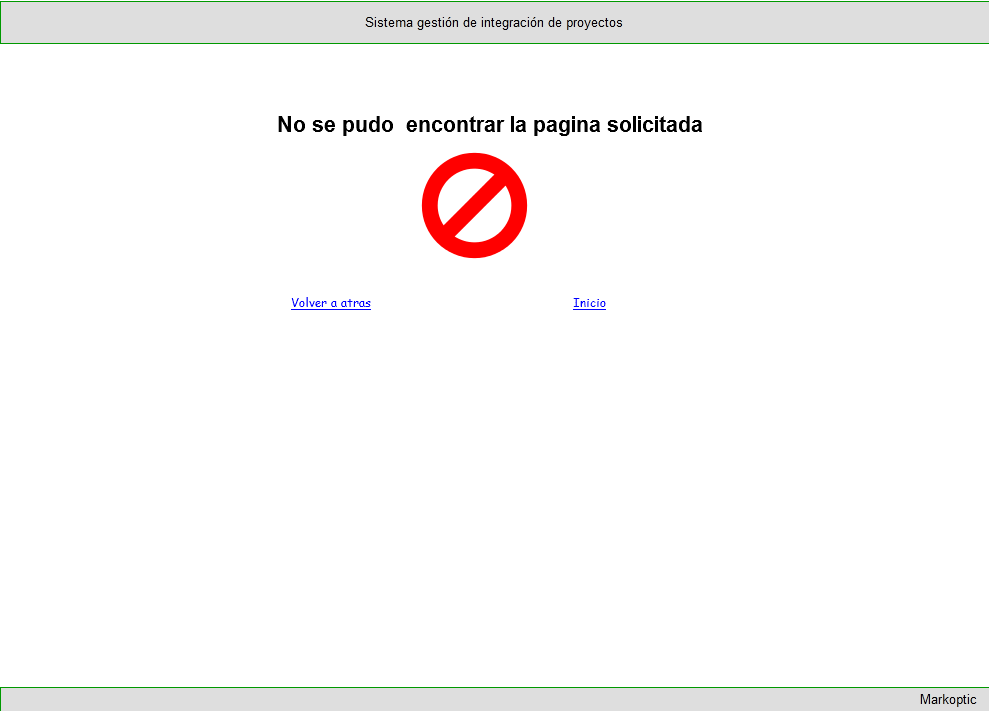 Sistema gestión de integración de proyectos
No se pudo  encontrar la pagina solicitada
Volver a atras
Inicio
Markoptic